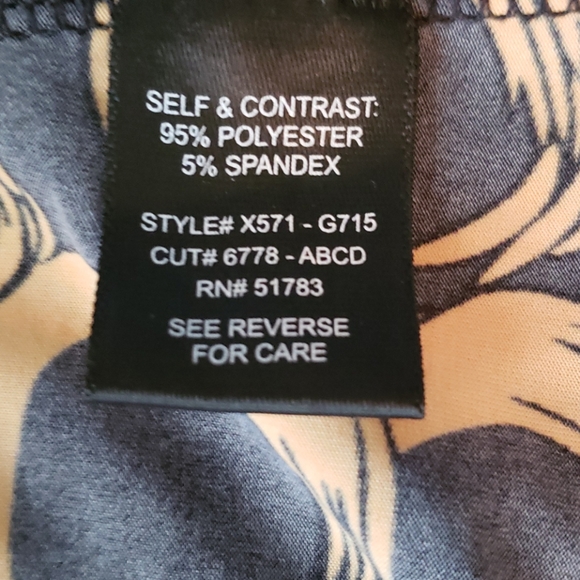 SELF & CONTRAST:
95% POLYESTER
5% SPANDEX
STYLE# X571 - G715
CUT# 6778 - ABCD
RN# 51783
SEE REVERSE
FOR CARE